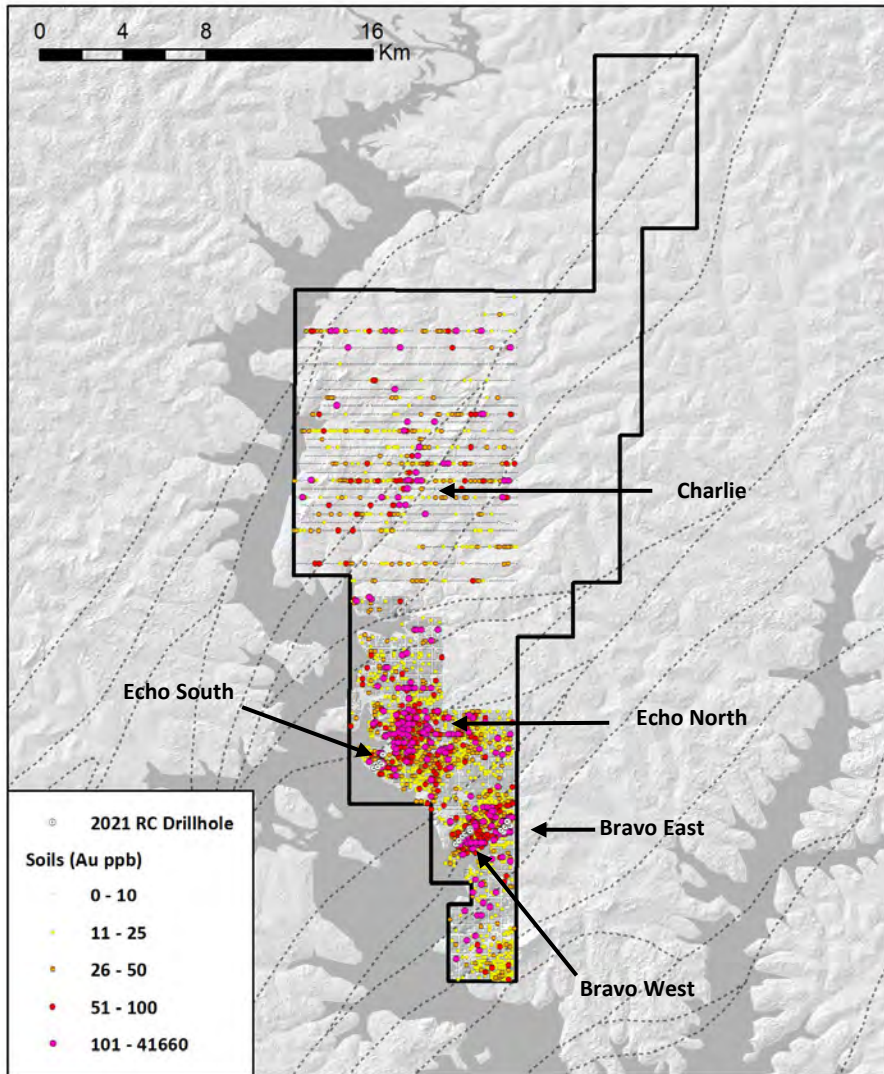 0 4 8 16
Km
Charlie
Echo South
Echo North
Bravo East
Bravo West
2021 RC Drillhole
Soils (Au ppb)
0 - 10
11 - 25
26 - 50
51 - 100
101 - 41660